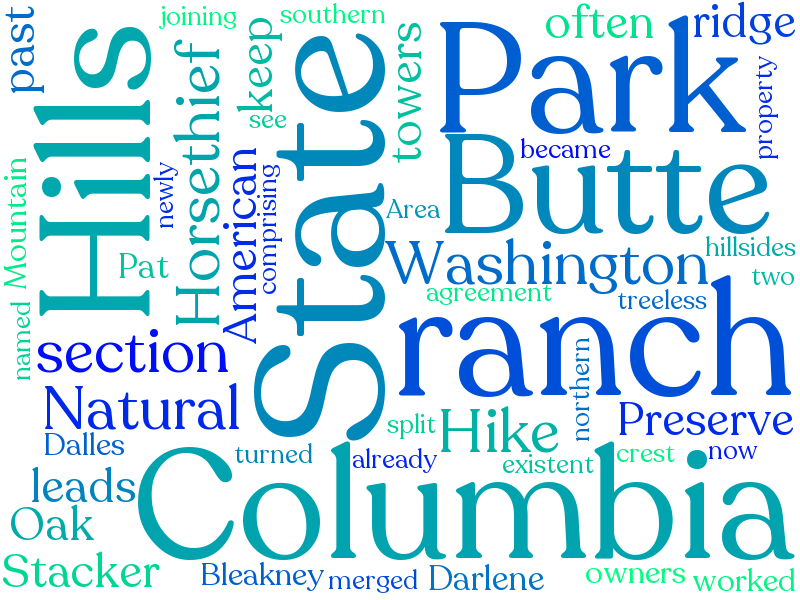 past
joining
southern
often
ridge
Hills
Horsethief
keep
see
State
towers
Park
property
became
Butte
Mountain
newly
American
comprising
Area
Pat
Washington
hillsides
two
agreement
treeless
named
section
ranch
Natural
northern
Preserve
split
Hike
Dalles
turned
already
existent
crest
now
leads
Columbia
Oak
Stacker
Bleakney
merged
Darlene
owners
worked